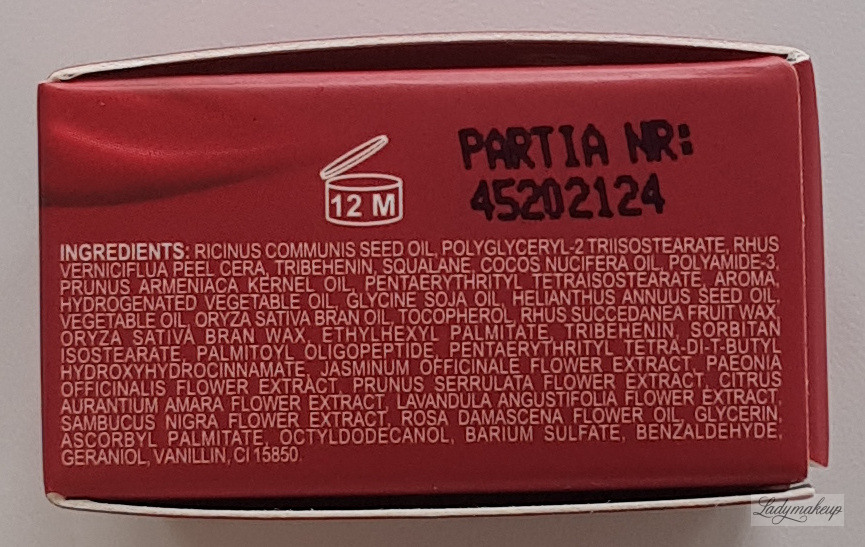 PARTIA NR:
45202124
12 M
INGREDIENTS: RICINUS COMMUNIS SEED OIL, POLYGLYCERYL-2 TRIISOSTEARATE, RHUS
VERNICIFLUA PEEL CERA, TRIBEHENIN, SQUALANE, COCOS NUCIFERA OIL, POLYAMIDE-3,
PRUNUS ARMENIACA KERNEL OIL, PENTAERYTHRITYL TETRAISOSTEARATE, AROMA,
HYDROGENATED VEGETABLE OIL, GLYCINE SOJA OIL, HELIANTHUS ANNUUS SEED OIL,
VEGETABLE OIL, ORYZA SATIVA BRAN OIL, TOCOPHEROL, RHUS SUCCEDANEA FRUIT WAX,
ORYZA SATIVA BRAN WAX, ETHYLHEXYL PALMITATE, TRIBEHENIN, SORBITAN
ISOSTEARATE, PALMITOYL OLIGOPEPTIDE, PENTAERYTHRITYL TETRA-DI-T-BUTYL
HYDROXYHYDROCINNAMATE, JASMINUM OFFICINALE FLOWER EXTRACT, PAEONIA
OFFICINALIS FLOWER EXTRACT, PRUNUS SERRULATA FLOWER EXTRACT, CITRUS
AURANTIUM AMARA FLOWER EXTRACT, LAVANDULA ANGUSTIFOLIA FLOWER EXTRACT,
SAMBUCUS NIGRA FLOWER EXTRACT, ROSA DAMASCENA FLOWER OIL, GLYCERIN,
ASCORBYL PALMITATE, OCTYLDODECANOL, BARIUM SULFATE, BENZALDEHYDE,
GERANIOL, VANILLIN, CI 15850.
Ladymakeup